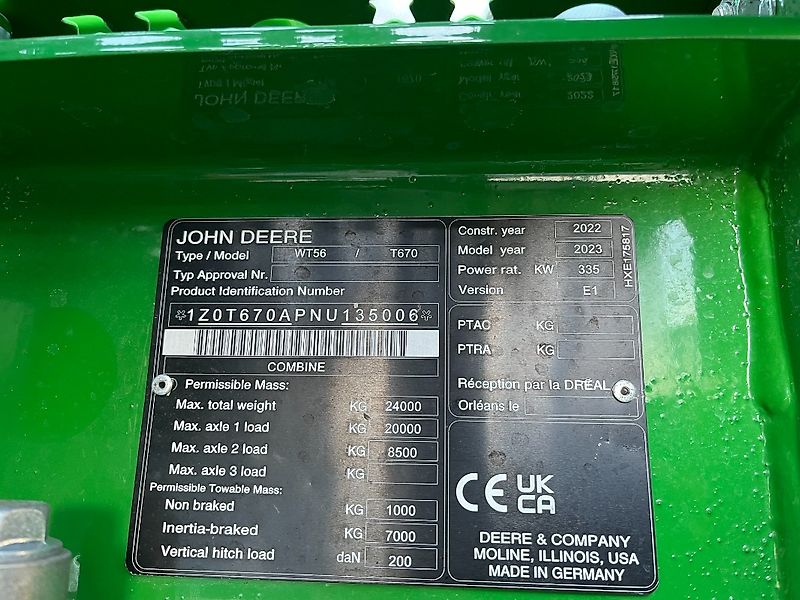 JOHN DEERE
Type / Model WT56 / T670
Typ Approval Nr.
Product Identification Number
*1Z0T670APNU135006*
COMBINE
Permissible Mass:
Max. total weight KG 24000
Max. axle 1 load KG 20000
Max. axle 2 load KG 8500
Max. axle 3 load KG
Permissible Towable Mass:
Non braked KG 1000
Inertia-braked KG 7000
Vertical hitch load daN 200
Constr. year 2022
Model year 2023
Power rat. KW 335
Version E1
HXE175817
PTAC KG
PTRA KG
Réception par la DREAL
Orléans le
CE UK
CA
DEERE & COMPANY
MOLINE, ILLINOIS, USA
MADE IN GERMANY